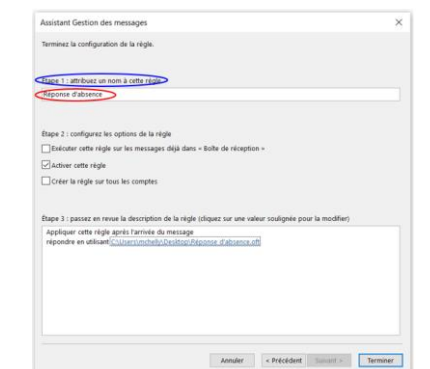 Assistant Gestion des messages
Terminez la configuration de la règle.
Étape 1 : attribuez un nom à cette règle
Réponse d'absence
Étape 2 : configurez les options de la règle
Exécuter cette règle sur les messages déjà dans « Boîte de réception »
Activer cette règle
Créer la règle sur tous les comptes
Étape 3 : passez en revue la description de la règle (cliquez sur une valeur soulignée pour la modifier)
Appliquer cette règle après l'arrivée du message
répondre en utilisant C:\Users\mchelly\Desktop\Réponse d'absence.oft
Annuler < Précédent Suivant > Terminer